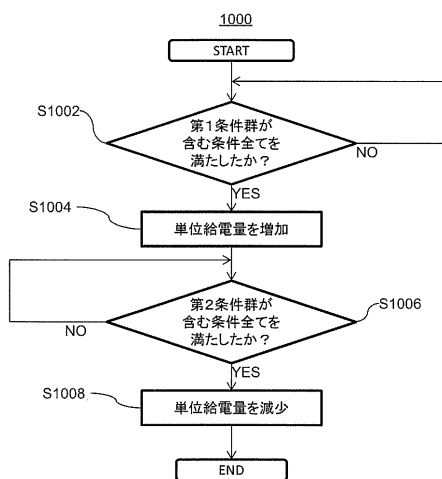 1000
START
S1002
第1条件群が
含む条件全てを
満たしたか？
NO
YES
S1004
単位給電量を増加
第2条件群が
含む条件全てを
満たしたか？
S1006
NO
YES
S1008
単位給電量を減少
END